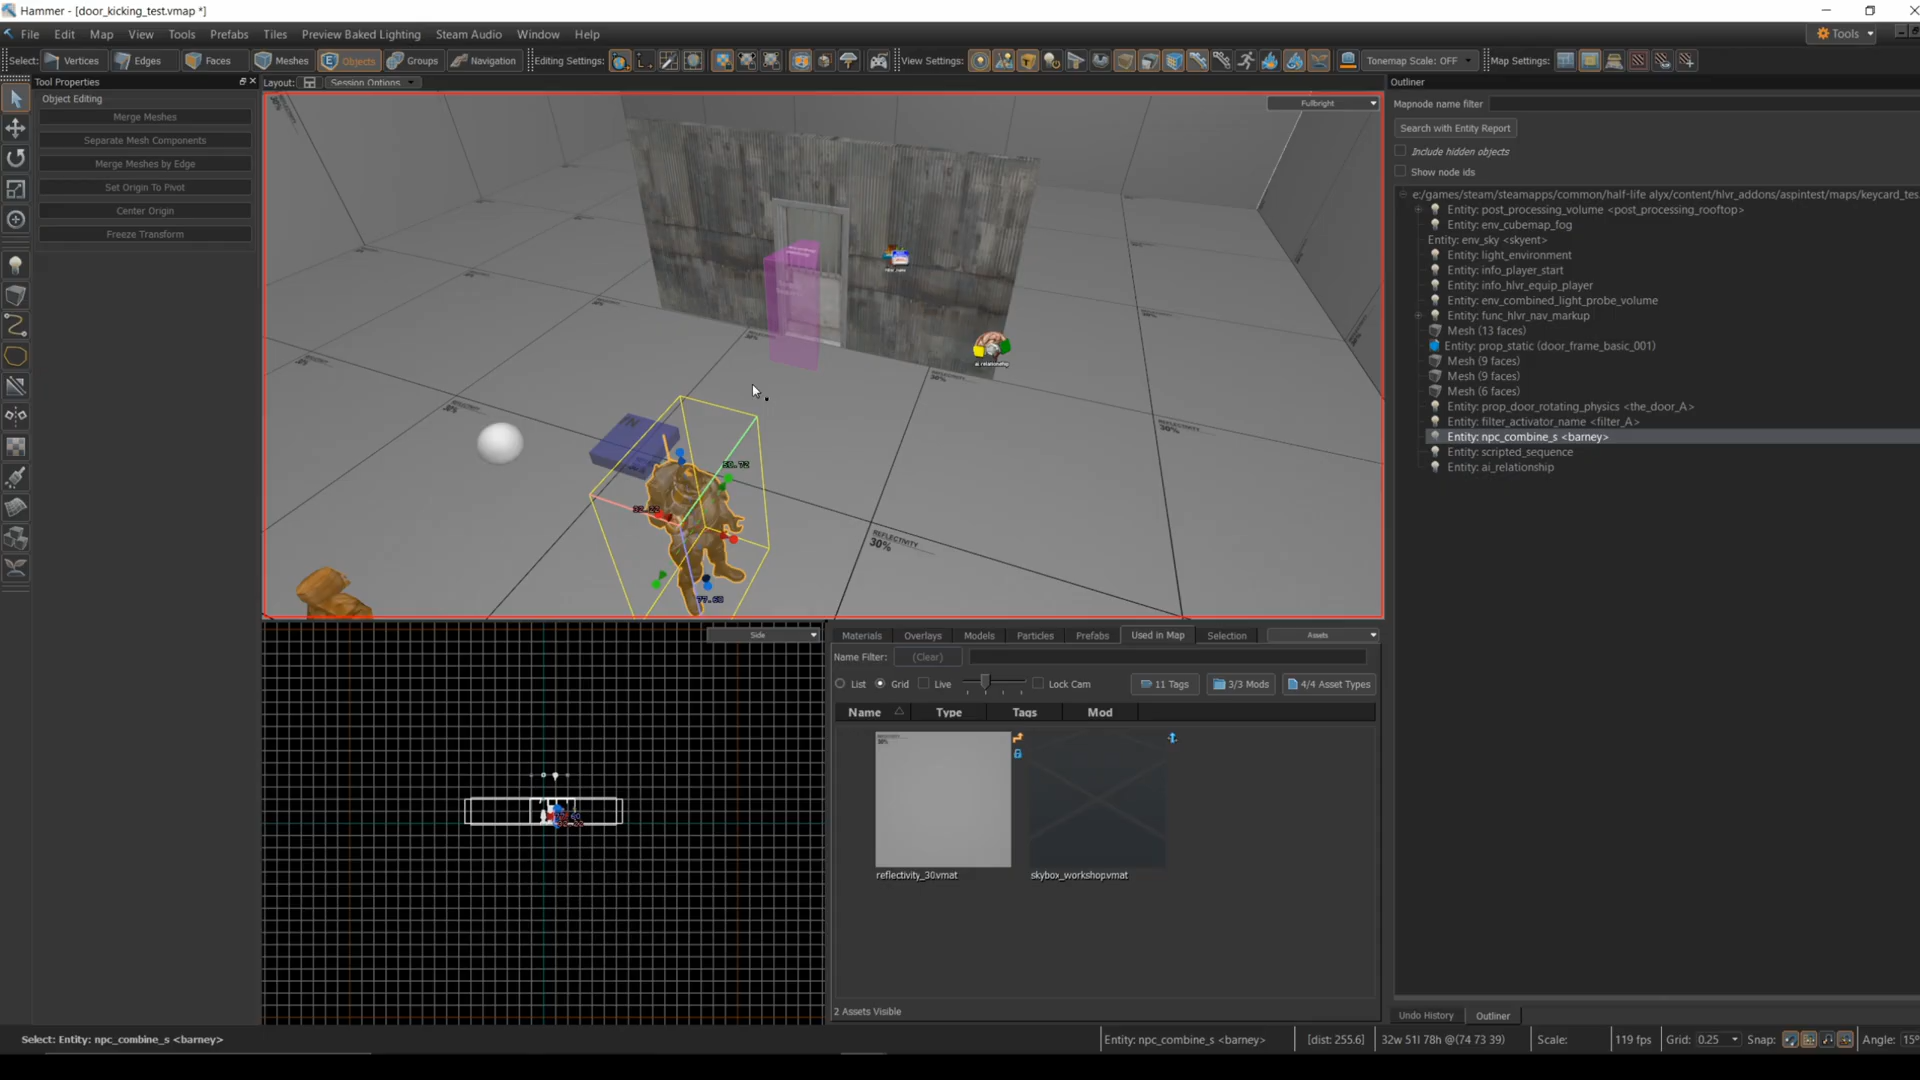 Hammer - [door_kicking_test.vmap *]
File Edit Map View Tools Prefabs Tiles Preview Baked Lighting Steam Audio Window Help
Tools
Select: Vertices Edges Faces Meshes Objects Groups Navigation Editing Settings: View Settings: Tonemap Scale: OFF Map Settings:
Tool Properties
Layout: Session Options
Outliner
Object Editing
Merge Meshes
Separate Mesh Components
Merge Meshes by Edge
Set Origin To Pivot
Center Origin
Freeze Transform
Fullbright
Mapnode name filter
Search with Entity Report
Include hidden objects
Show node ids
e:/games/steam/steamapps/common/half-life alyx/content/hlvr_addons/aspintest/maps/keycard_tes
Entity: post_processing_volume <post_processing_rooftop>
Entity: env_cubemap_fog
Entity: env_sky <skyent>
Entity: light_environment
Entity: info_player_start
Entity: info_hlvr_equip_player
Entity: env_combined_light_probe_volume
Entity: func_hlvr_nav_markup
Mesh (13 faces)
Entity: prop_static (door_frame_basic_001)
Mesh (9 faces)
Mesh (9 faces)
Mesh (6 faces)
Entity: prop_door_rotating_physics <the_door_A>
Entity: filter_activator_name <filter_A>
Entity: npc_combine_s <barney>
Entity: scripted_sequence
Entity: ai_relationship
ai_relationship
REFLECTIVITY
30%
Side
Materials Overlays Models Particles Prefabs Used in Map Selection Assets
Name Filter: (Clear)
List Grid Live Lock Cam 11 Tags 3/3 Mods 4/4 Asset Types
Name Type Tags Mod
reflectivity_30.vmat
skybox_workshop.vmat
2 Assets Visible
Undo History Outliner
Select: Entity: npc_combine_s <barney>
Entity: npc_combine_s <barney> [dist: 255.6] 32w 51l 78h @(74 73 39) Scale: 119 fps Grid: 0.25 Snap: Angle: 15°